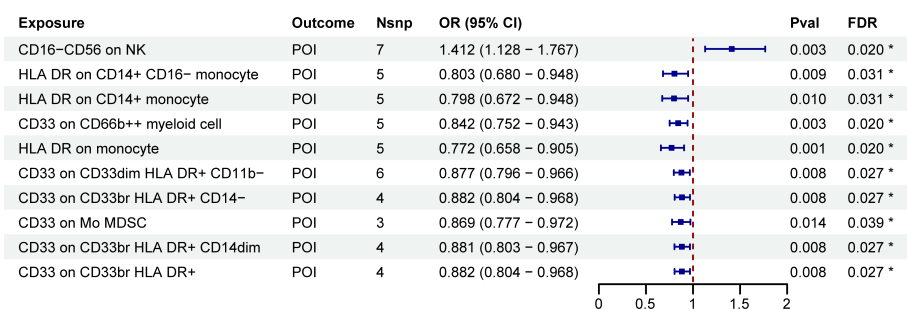 Exposure Outcome Nsnp OR (95% CI) Pval FDR
CD16−CD56 on NK POI 7 1.412 (1.128 − 1.767) 0.003 0.020 *
HLA DR on CD14+ CD16− monocyte POI 5 0.803 (0.680 − 0.948) 0.009 0.031 *
HLA DR on CD14+ monocyte POI 5 0.798 (0.672 − 0.948) 0.010 0.031 *
CD33 on CD66b++ myeloid cell POI 5 0.842 (0.752 − 0.943) 0.003 0.020 *
HLA DR on monocyte POI 5 0.772 (0.658 − 0.905) 0.001 0.020 *
CD33 on CD33dim HLA DR+ CD11b− POI 6 0.877 (0.796 − 0.966) 0.008 0.027 *
CD33 on CD33br HLA DR+ CD14− POI 4 0.882 (0.804 − 0.968) 0.008 0.027 *
CD33 on Mo MDSC POI 3 0.869 (0.777 − 0.972) 0.014 0.039 *
CD33 on CD33br HLA DR+ CD14dim POI 4 0.881 (0.803 − 0.967) 0.008 0.027 *
CD33 on CD33br HLA DR+ POI 4 0.882 (0.804 − 0.968) 0.008 0.027 *
0 0.5 1 1.5 2